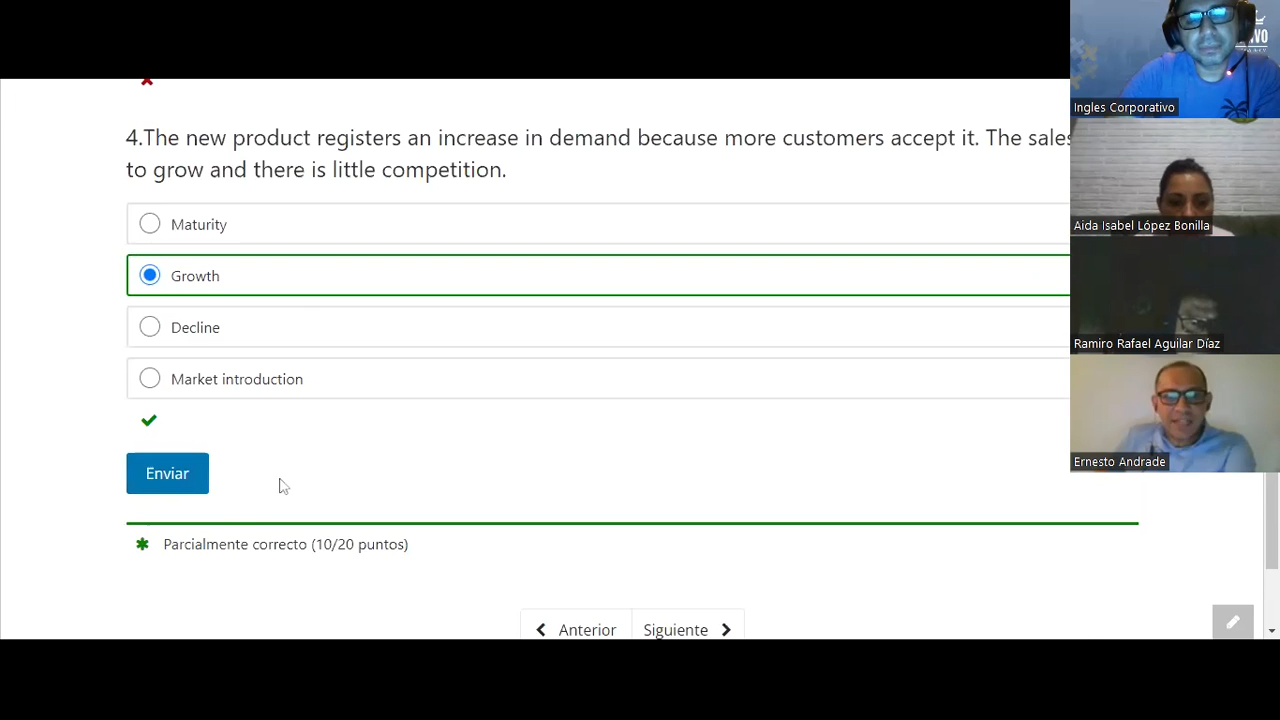 4.The new product registers an increase in demand because more customers accept it. The sales
to grow and there is little competition.
Maturity
Growth
Decline
Market introduction
Enviar
Parcialmente correcto (10/20 puntos)
Anterior
Siguiente
Ingles Corporativo
Aida Isabel López Bonilla
Ramiro Rafael Aguilar Díaz
Ernesto Andrade